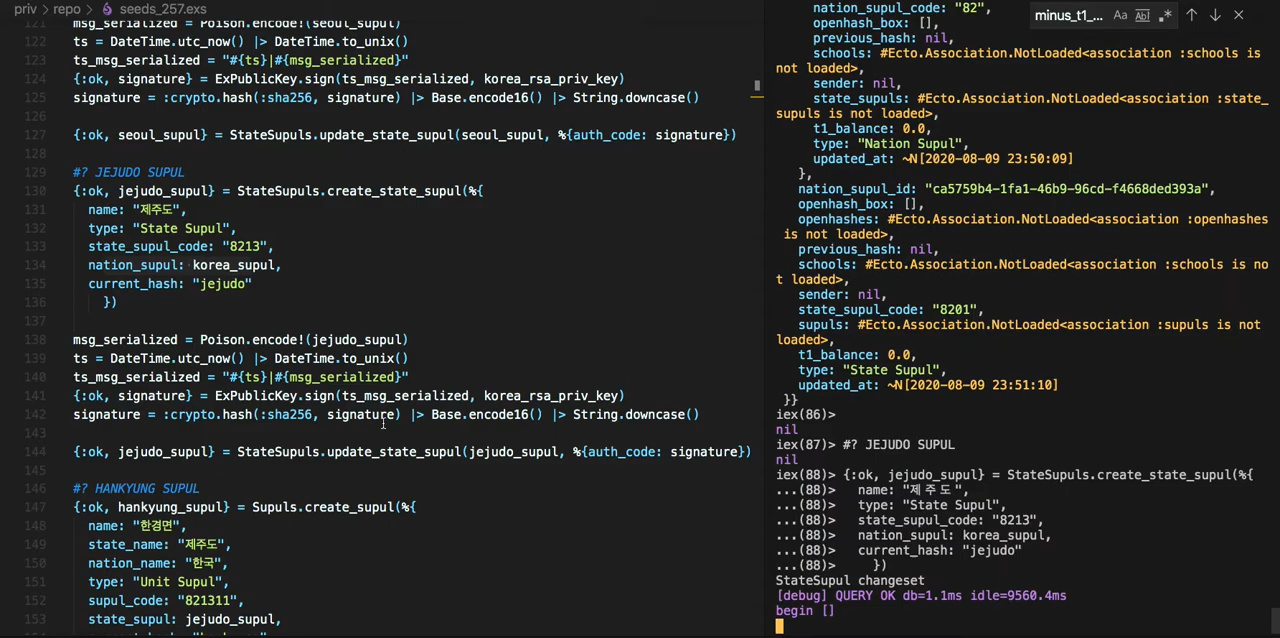 priv > repo > seeds_257.exs
121 msg_serialized = Poison.encode!(seoul_supul)
122 ts = DateTime.utc_now() |> DateTime.to_unix()
123 ts_msg_serialized = "#{ts}|#{msg_serialized}"
124 {:ok, signature} = ExPublicKey.sign(ts_msg_serialized, korea_rsa_priv_key)
125 signature = :crypto.hash(:sha256, signature) |> Base.encode16() |> String.downcase()
126
127 {:ok, seoul_supul} = StateSupuls.update_state_supul(seoul_supul, %{auth_code: signature})
128
129 #? JEJUDO SUPUL
130 {:ok, jejudo_supul} = StateSupuls.create_state_supul(%{
131 name: "제주도",
132 type: "State Supul",
133 state_supul_code: "8213",
134 nation_supul: korea_supul,
135 current_hash: "jejudo"
136 })
137
138 msg_serialized = Poison.encode!(jejudo_supul)
139 ts = DateTime.utc_now() |> DateTime.to_unix()
140 ts_msg_serialized = "#{ts}|#{msg_serialized}"
141 {:ok, signature} = ExPublicKey.sign(ts_msg_serialized, korea_rsa_priv_key)
142 signature = :crypto.hash(:sha256, signature) |> Base.encode16() |> String.downcase()
143
144 {:ok, jejudo_supul} = StateSupuls.update_state_supul(jejudo_supul, %{auth_code: signature})
145
146 #? HANKYUNG SUPUL
147 {:ok, hankyung_supul} = Supuls.create_supul(%{
148 name: "한경면",
149 state_name: "제주도",
150 nation_name: "한국",
151 type: "Unit Supul",
152 supul_code: "821311",
153 state_supul: jejudo_supul,
minus_t1_... Aa Abl .*
nation_supul_code: "82",
openhash_box: [],
previous_hash: nil,
schools: #Ecto.Association.NotLoaded<association :schools is
not loaded>,
sender: nil,
state_supuls: #Ecto.Association.NotLoaded<association :state_
supuls is not loaded>,
t1_balance: 0.0,
type: "Nation Supul",
updated_at: ~N[2020-08-09 23:50:09]
},
nation_supul_id: "ca5759b4-1fa1-46b9-96cd-f4668ded393a",
openhash_box: [],
openhashes: #Ecto.Association.NotLoaded<association :openhashes
is not loaded>,
previous_hash: nil,
schools: #Ecto.Association.NotLoaded<association :schools is no
t loaded>,
sender: nil,
state_supul_code: "8201",
supuls: #Ecto.Association.NotLoaded<association :supuls is not
loaded>,
t1_balance: 0.0,
type: "State Supul",
updated_at: ~N[2020-08-09 23:51:10]
}}
iex(86)>
nil
iex(87)> #? JEJUDO SUPUL
nil
iex(88)> {:ok, jejudo_supul} = StateSupuls.create_state_supul(%{
...(88)> name: "제주도",
...(88)> type: "State Supul",
...(88)> state_supul_code: "8213",
...(88)> nation_supul: korea_supul,
...(88)> current_hash: "jejudo"
...(88)> })
StateSupul changeset
[debug] QUERY OK db=1.1ms idle=9560.4ms
begin []